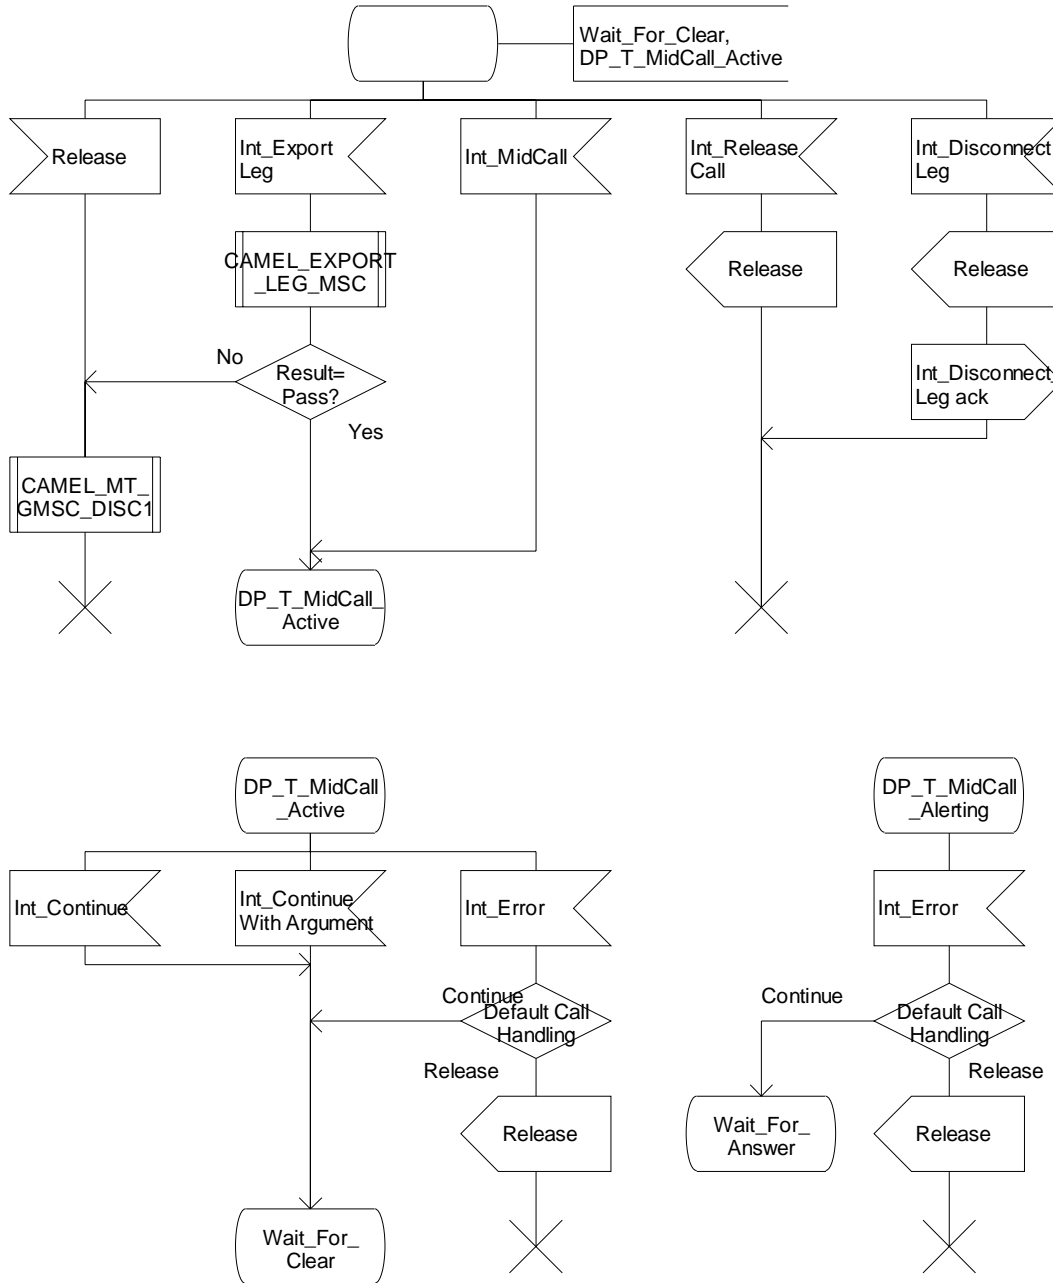 Wait_For_Clear,
DP_T_MidCall_Active
Release
Int_Export
Leg
Int_MidCall
Int_Release
Call
Int_Disconnect
Leg
CAMEL_EXPORT
_LEG_MSC
Release
Release
No
Result=
Pass?
Yes
Int_Disconnect_
Leg ack
CAMEL_MT_
GMSC_DISC1
DP_T_MidCall_
Active
DP_T_MidCall
_Active
DP_T_MidCall
_Alerting
Int_Continue
Int_Continue
With Argument
Int_Error
Int_Error
Continue
Default Call
Handling
Release
Continue
Default Call
Handling
Release
Release
Wait_For_
Answer
Release
Wait_For_
Clear